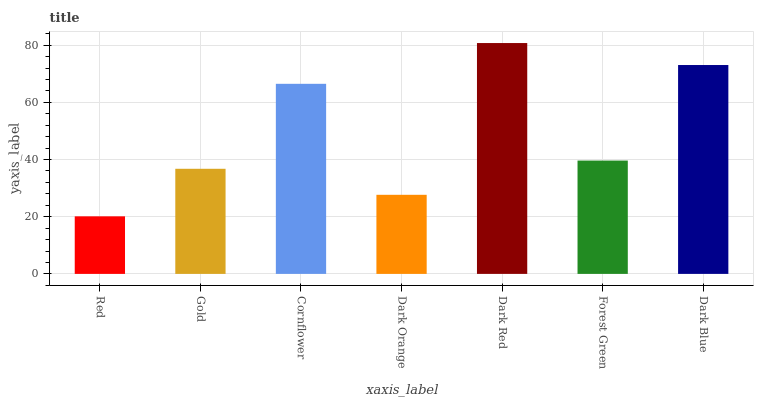 title
yaxis_label
80
60
40
20
0
Red
Gold
Cornflower
Dark Orange
Dark Red
Forest Green
Dark Blue
xaxis_label